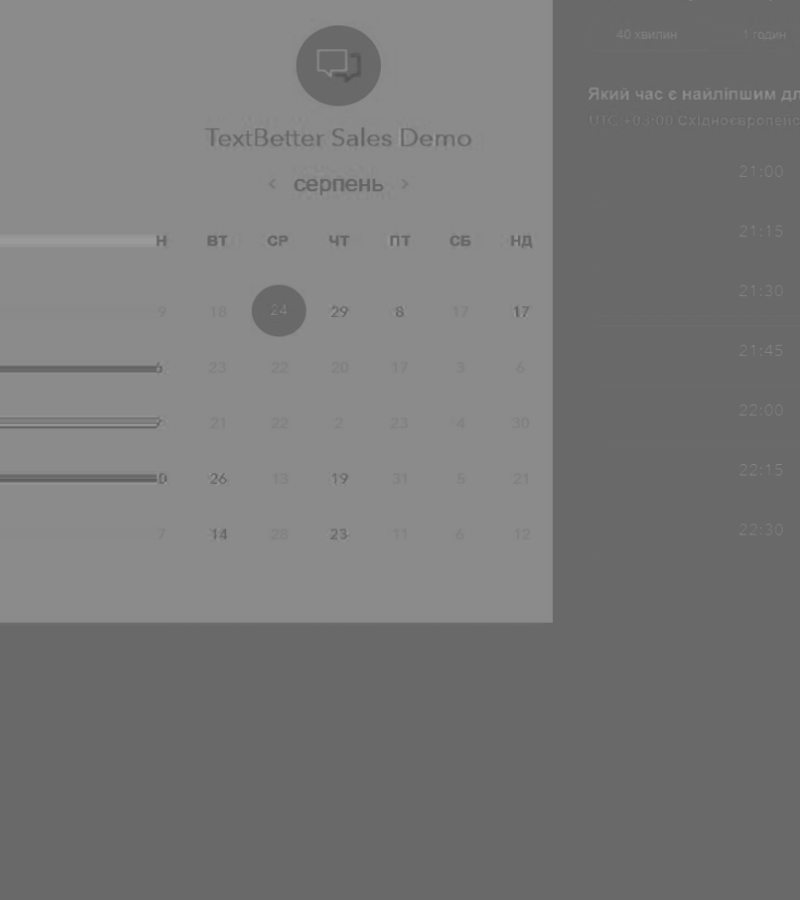 40 хвилин 1 годин
Який час є найліпшим дл
UTC +03:00 Східноєвропейс
TextBetter Sales Demo
< серпень >
Н ВТ СР ЧТ ПТ СБ НД
9 18 24 29 8 17 17
6 23 22 20 17 3 6
21 22 2 23 4 30
26 13 19 31 5 21
7 14 28 23 11 6 12
21:00
21:15
21:30
21:45
22:00
22:15
22:30